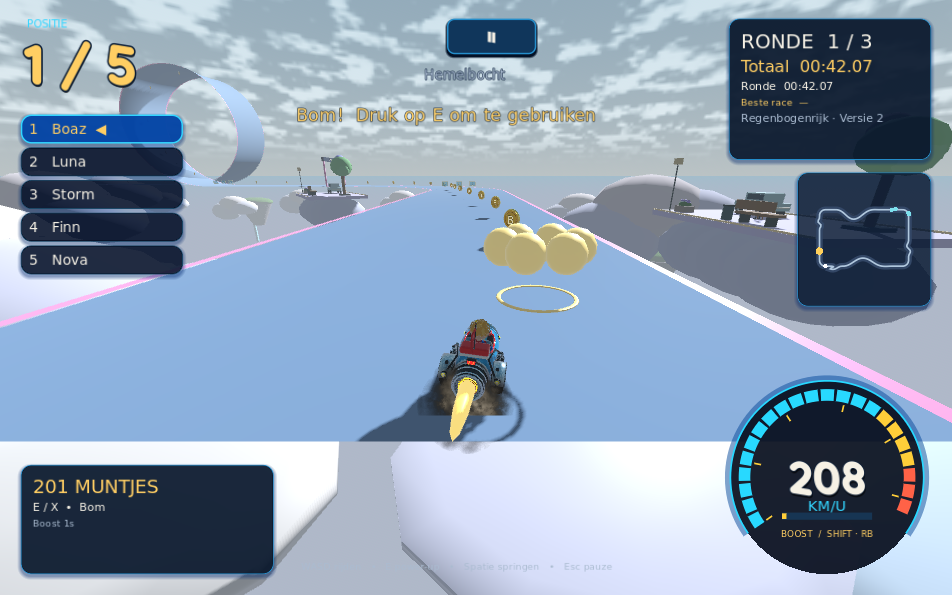 POSITIE
1 / 5
1 Boaz ◀
2 Luna
3 Storm
4 Finn
5 Nova
Hemelbocht
Bom! Druk op E om te gebruiken
RONDE 1 / 3
Totaal 00:42.07
Ronde 00:42.07
Beste race —
Regenbogenrijk · Versie 2
201 MUNTJES
E / X • Bom
Boost 1s
208
KM/U
BOOST / SHIFT · RB
Spatie springen • Esc pauze